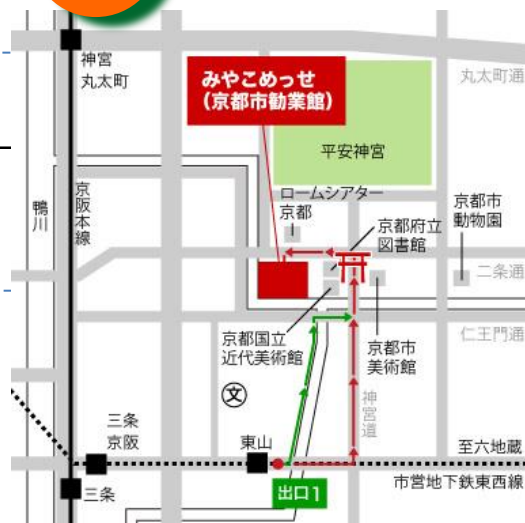 神宮
丸太町
丸太町通
みやこめっせ
(京都市勧業館)
平安神宮
ロームシアター
京都
京都府立
図書館
京都市
動物園
鴨川
京阪本線
二条通
仁王門通
京都国立
近代美術館
京都市
美術館
文
神宮道
三条
京阪
東山
至六地蔵
三条
出口1
市営地下鉄東西線